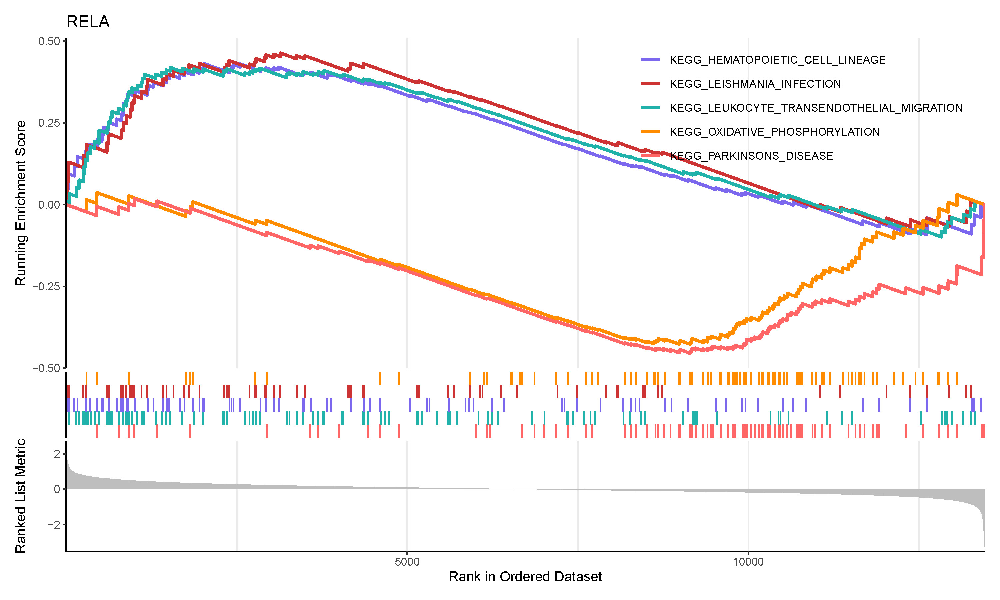 RELA
Running Enrichment Score
0.50
0.25
0.00
−0.25
−0.50
KEGG_HEMATOPOIETIC_CELL_LINEAGE
KEGG_LEISHMANIA_INFECTION
KEGG_LEUKOCYTE_TRANSENDOTHELIAL_MIGRATION
KEGG_OXIDATIVE_PHOSPHORYLATION
KEGG_PARKINSONS_DISEASE
Ranked List Metric
2
0
−2
5000
10000
Rank in Ordered Dataset